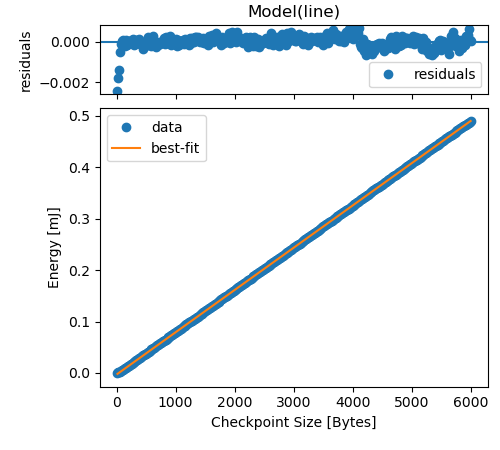 Model(line)
residuals
0.000
−0.002
residuals
Energy [mJ]
0.5
0.4
0.3
0.2
0.1
0.0
data
best-fit
0 1000 2000 3000 4000 5000 6000
Checkpoint Size [Bytes]